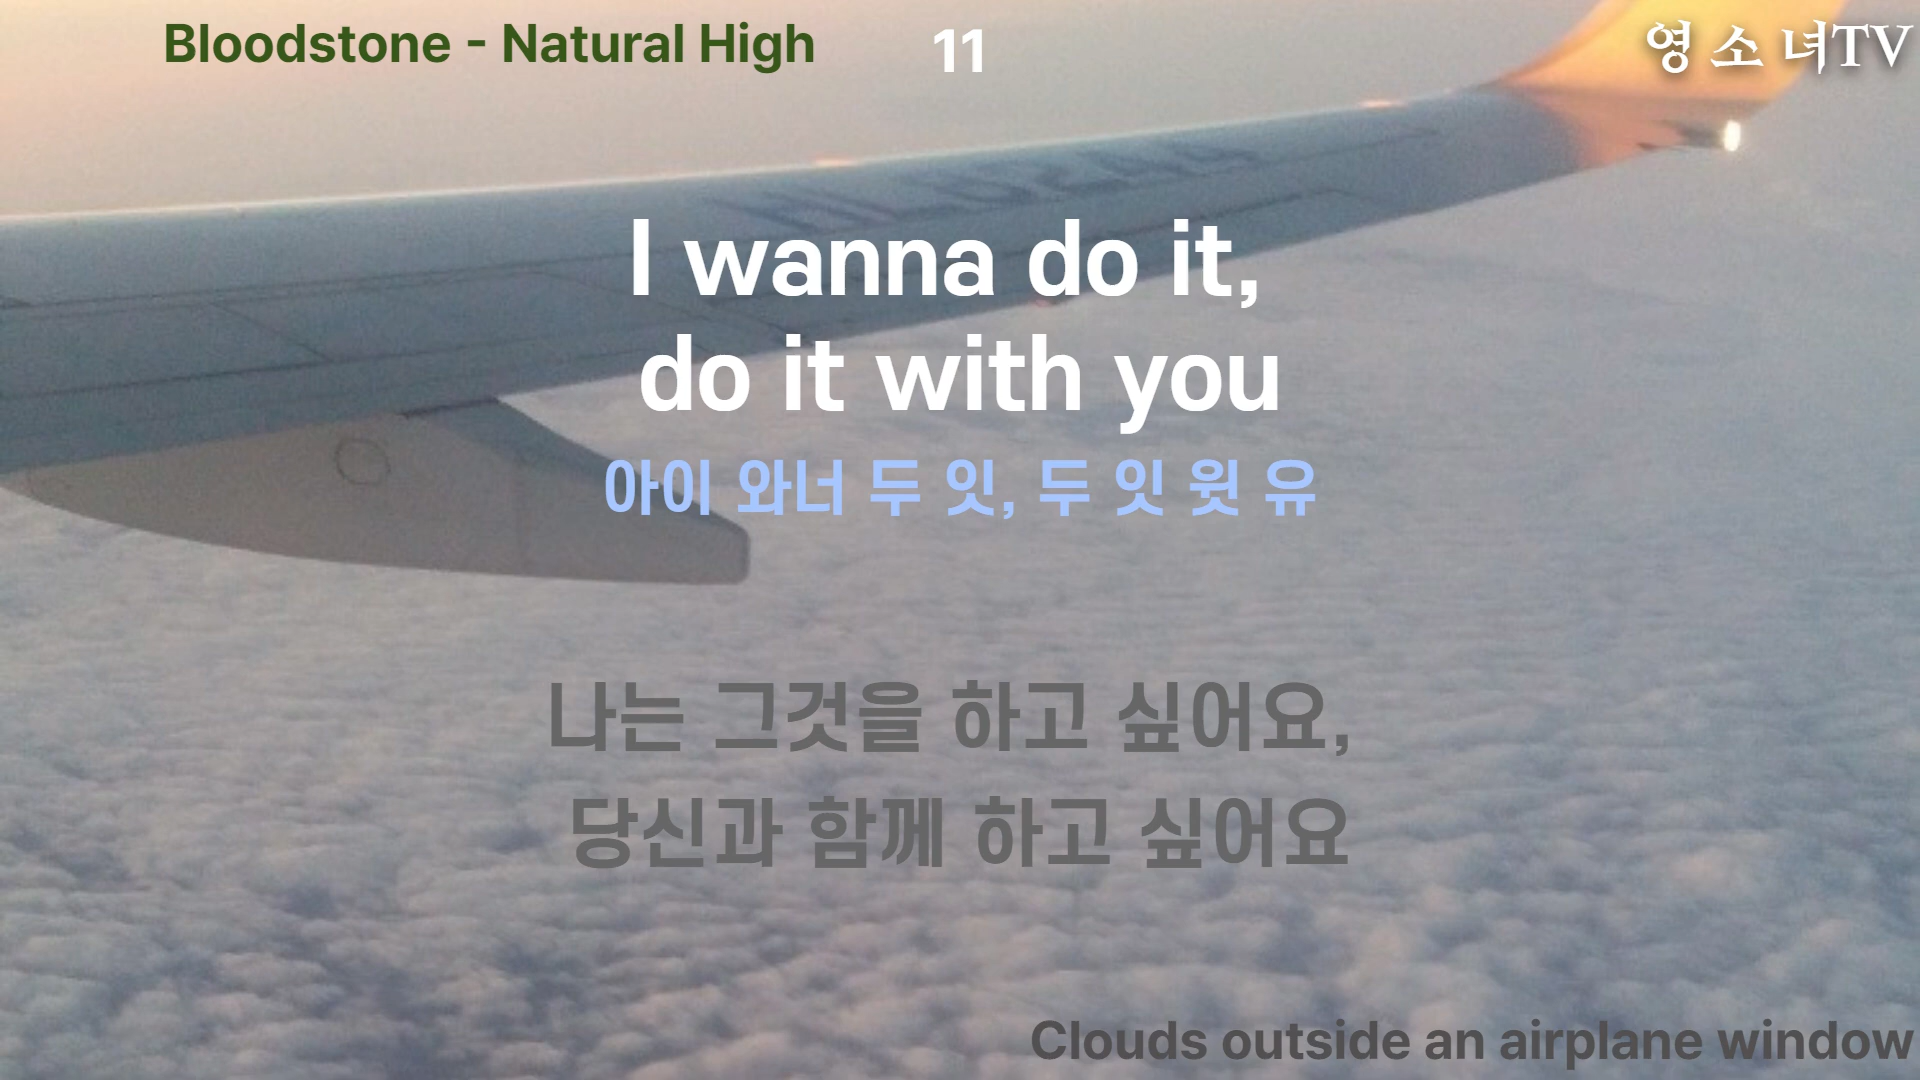 Bloodstone - Natural High
11
영 소 녀TV
I wanna do it,
do it with you
아이 와너 두 잇, 두 잇 윗 유
나는 그것을 하고 싶어요,
당신과 함께 하고 싶어요
Clouds outside an airplane window